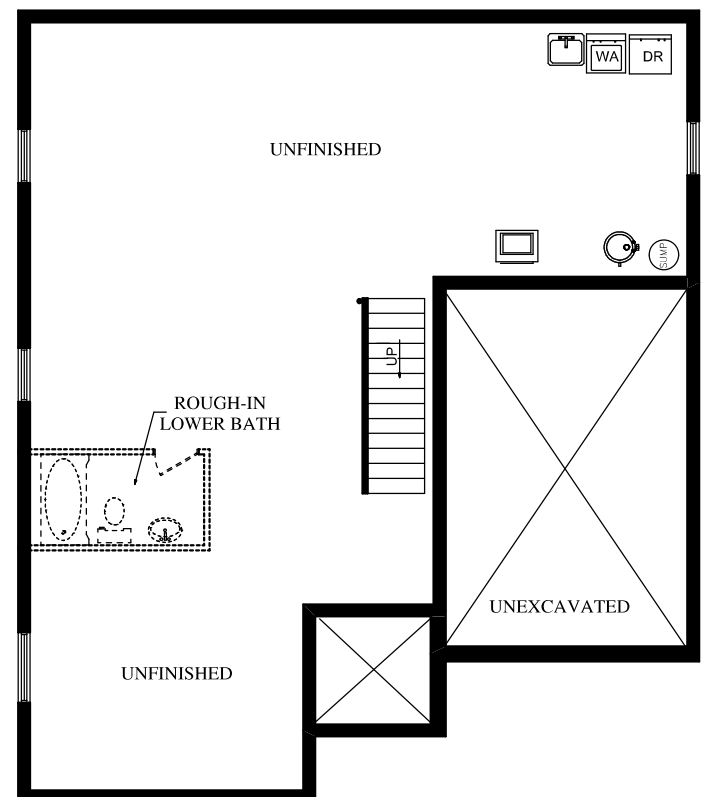 WA DR
UNFINISHED
SUMP
UP
ROUGH-IN
LOWER BATH
UNEXCAVATED
UNFINISHED